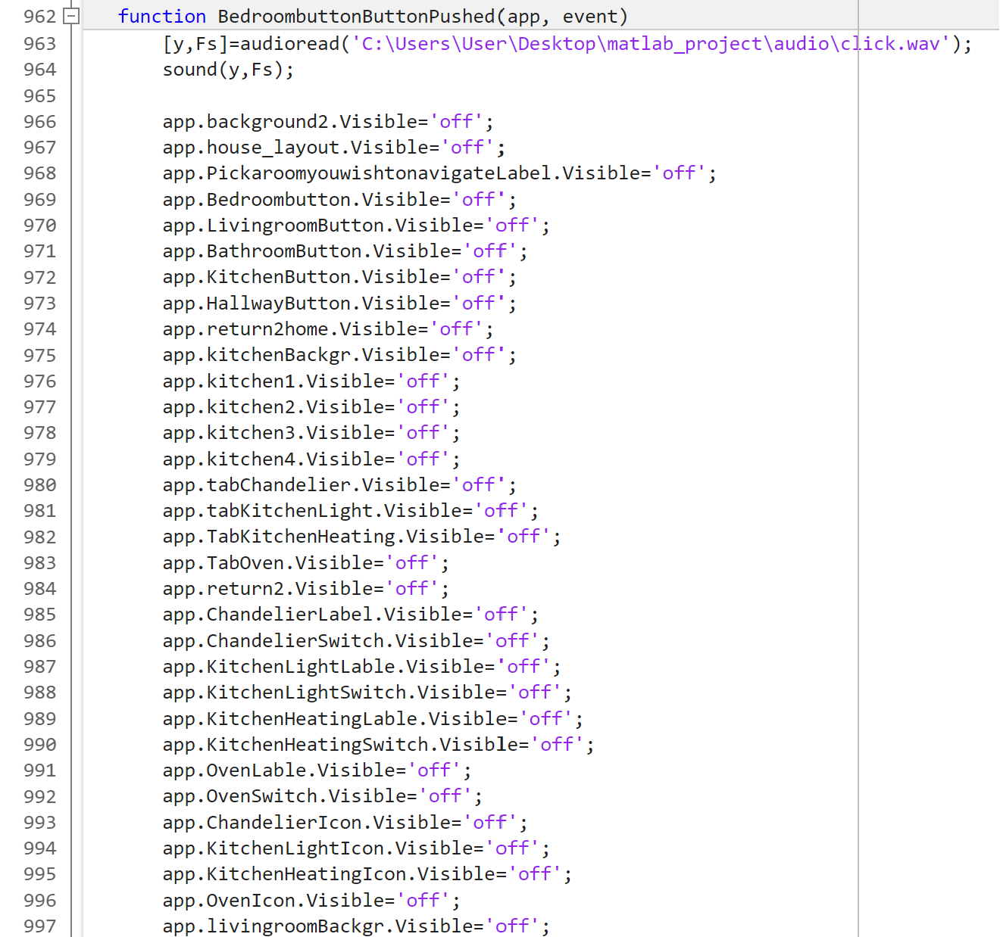 962 function BedroombuttonButtonPushed(app, event)
963 [y,Fs]=audioread('C:\Users\User\Desktop\matlab_project\audio\click.wav');
964 sound(y,Fs);
965
966 app.background2.Visible='off';
967 app.house_layout.Visible='off';
968 app.PickaroomyouwishtonavigateLabel.Visible='off';
969 app.Bedroombutton.Visible='off';
970 app.LivingroomButton.Visible='off';
971 app.BathroomButton.Visible='off';
972 app.KitchenButton.Visible='off';
973 app.HallwayButton.Visible='off';
974 app.return2home.Visible='off';
975 app.kitchenBackgr.Visible='off';
976 app.kitchen1.Visible='off';
977 app.kitchen2.Visible='off';
978 app.kitchen3.Visible='off';
979 app.kitchen4.Visible='off';
980 app.tabChandelier.Visible='off';
981 app.tabKitchenLight.Visible='off';
982 app.TabKitchenHeating.Visible='off';
983 app.TabOven.Visible='off';
984 app.return2.Visible='off';
985 app.ChandelierLabel.Visible='off';
986 app.ChandelierSwitch.Visible='off';
987 app.KitchenLightLable.Visible='off';
988 app.KitchenLightSwitch.Visible='off';
989 app.KitchenHeatingLable.Visible='off';
990 app.KitchenHeatingSwitch.Visible='off';
991 app.OvenLable.Visible='off';
992 app.OvenSwitch.Visible='off';
993 app.ChandelierIcon.Visible='off';
994 app.KitchenLightIcon.Visible='off';
995 app.KitchenHeatingIcon.Visible='off';
996 app.OvenIcon.Visible='off';
997 app.livingroomBackgr.Visible='off';